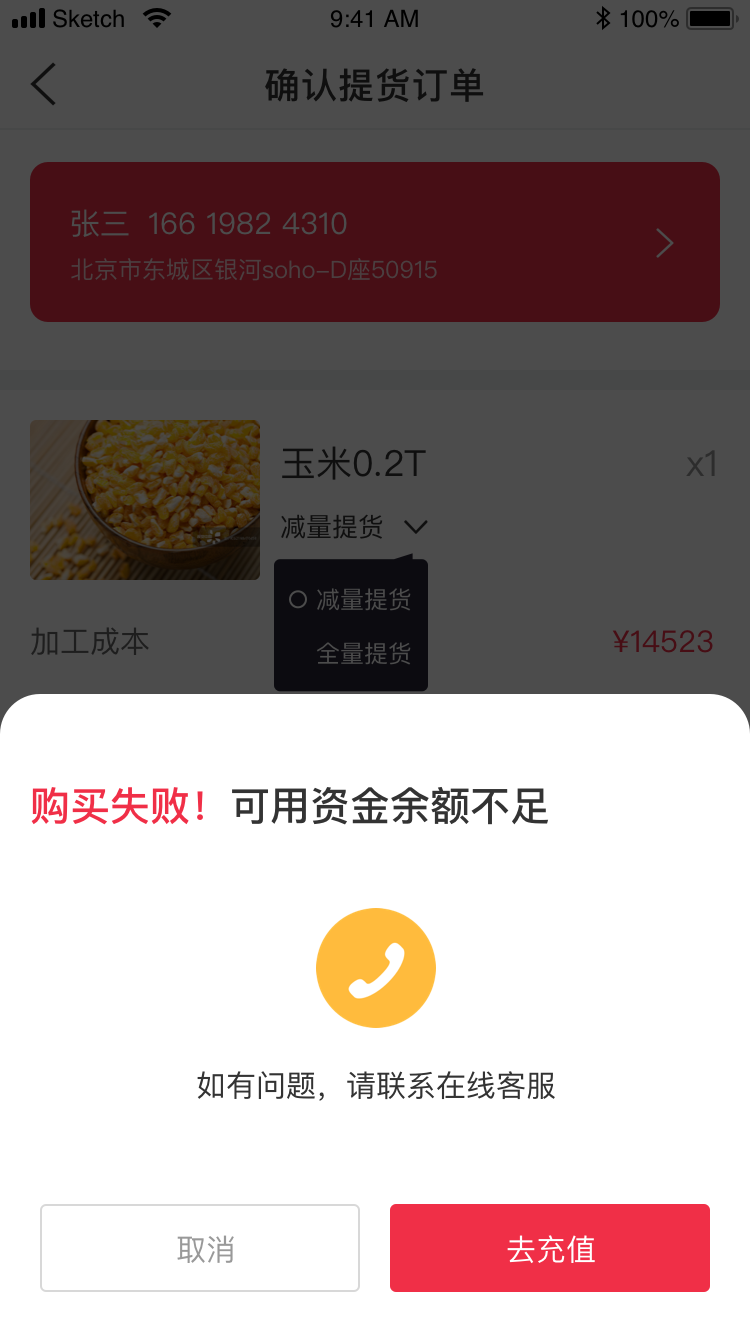 Sketch 9:41 AM 100%
确认提货订单
张三 166 1982 4310
北京市东城区银河soho-D座50915
玉米0.2T x1
减量提货
减量提货
全量提货
加工成本 ¥14523
购买失败！可用资金余额不足
如有问题，请联系在线客服
取消 去充值